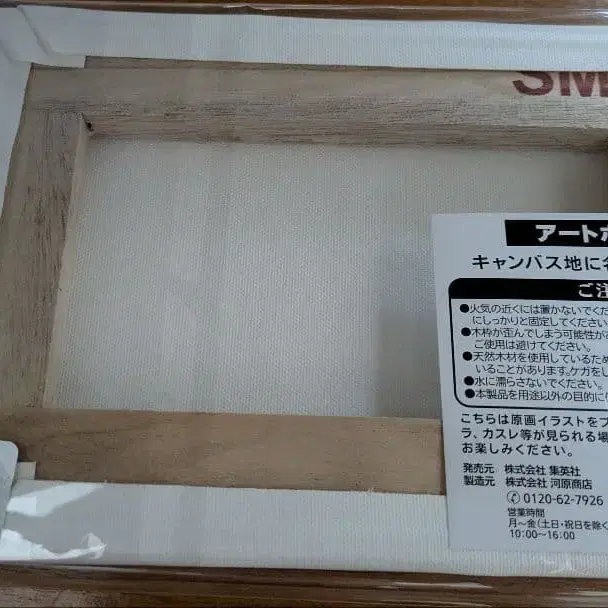 SM
アートボ
キャンバス地に名
ご注
●火気の近くには置かないでくだ
にしっかりと固定してください。
●木枠が歪んでしまう可能性があ
ご使用は避けてください。
●天然木材を使用しているため
いることがあります。ケガをし
●水に濡らさないでください。
●本製品を用途以外の目的に
こちらは原画イラストをプ
ラ、カスレ等が見られる場
お楽しみください。
発売元 株式会社 集英社
製造元 株式会社 河原商店
0120-62-7926
営業時間
月～金(土日・祝日を除く
10:00～16:00